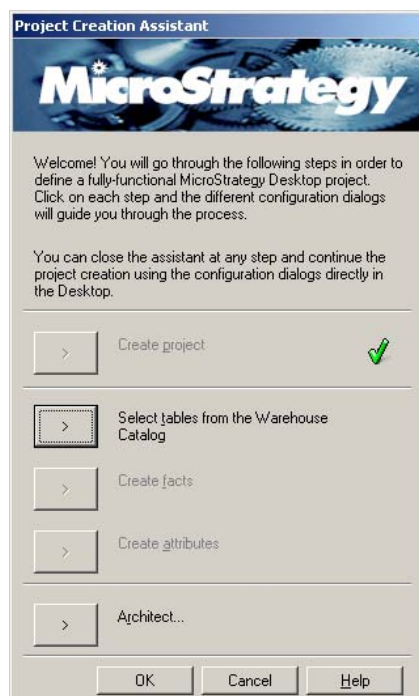 Project Creation Assistant
MicroStrategy
Welcome! You will go through the following steps in order to
define a fully-functional MicroStrategy Desktop project.
Click on each step and the different configuration dialogs
will guide you through the process.
You can close the assistant at any step and continue the
project creation using the configuration dialogs directly in
the Desktop.
> Create project
> Select tables from the Warehouse
Catalog
> Create facts
> Create attributes
> Architect...
OK Cancel Help